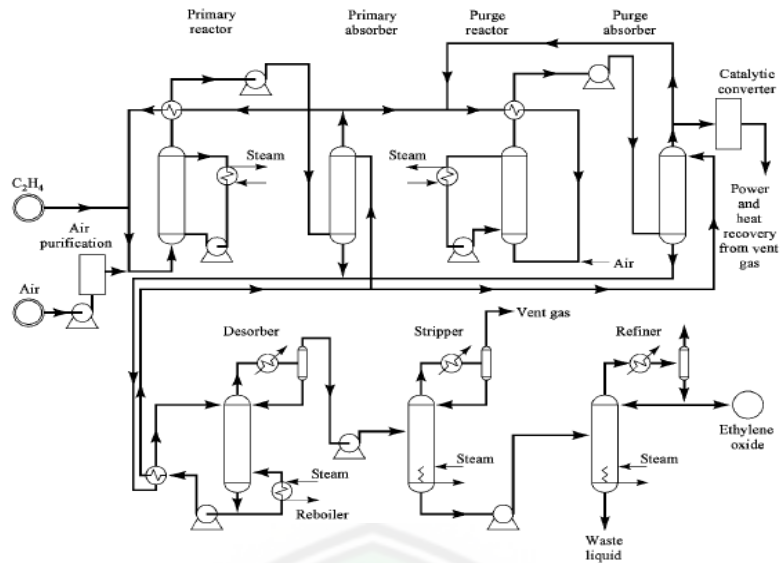 Primary
reactor
Primary
absorber
Purge
reactor
Purge
absorber
Catalytic
converter
Steam
Steam
C2H4
Air
purification
Air
Air
Power
and
heat
recovery
from vent
gas
Desorber
Stripper
Vent gas
Refiner
Ethylene
oxide
Steam
Steam
Steam
Reboiler
Waste
liquid